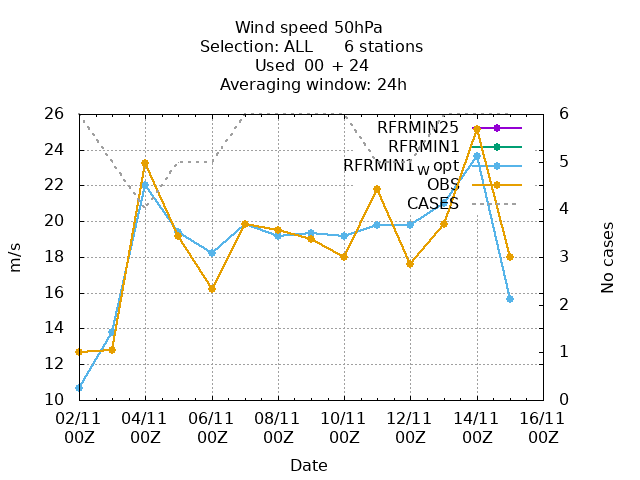 Wind speed 50hPa
Selection: ALL 6 stations
Used 00 + 24
Averaging window: 24h
26 24 22 20 18 16 14 12 10
m/s
6 5 4 3 2 1 0
No cases
RFRMIN25
RFRMIN1
RFRMIN1w opt
OBS
CASES
02/11 04/11 06/11 08/11 10/11 12/11 14/11 16/11
00Z 00Z 00Z 00Z 00Z 00Z 00Z 00Z
Date